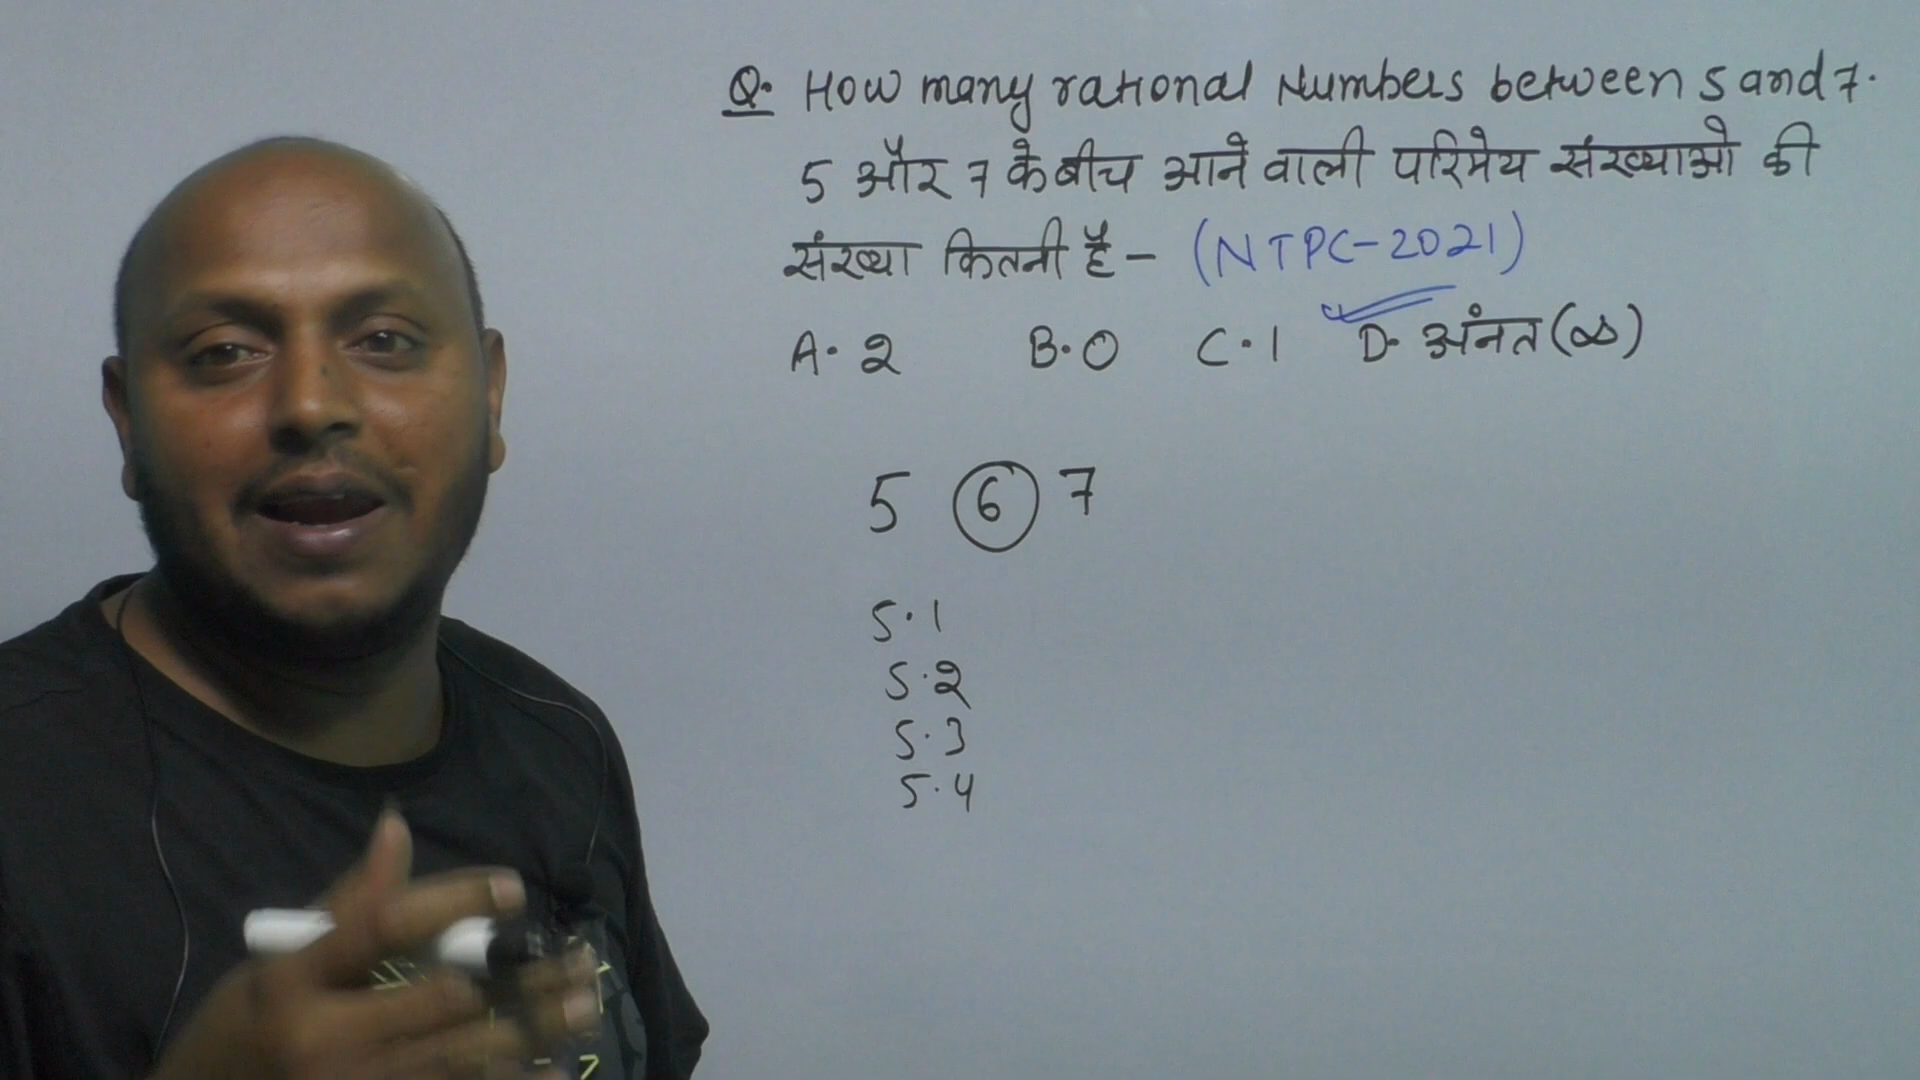 Q. How many rational Numbers between 5 and 7.
5 और 7 के बीच आने वाली परिमेय संख्याओ की
संख्या कितनी है - (NTPC-2021)
A. 2 B. 0 C. 1 D. अंनत (∞)
5 6 7
5.1
5.2
5.3
5.4